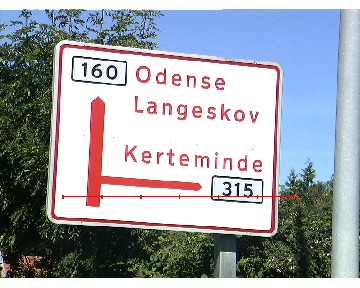 160 Odense
Langeskov
Kerteminde
315